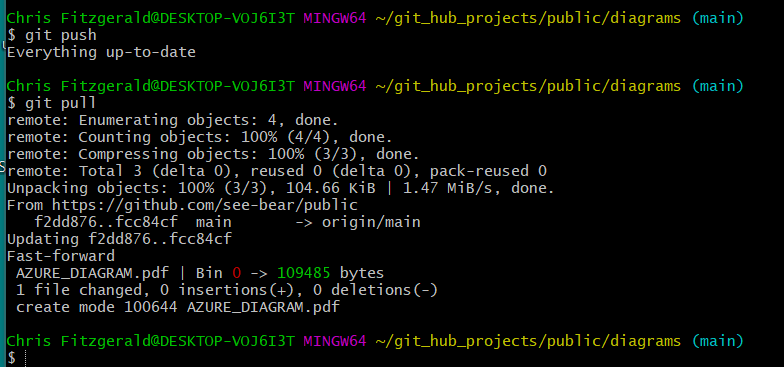 Chris Fitzgerald@DESKTOP-VOJ6I3T MINGW64 ~/git_hub_projects/public/diagrams (main)
$ git push
Everything up-to-date
Chris Fitzgerald@DESKTOP-VOJ6I3T MINGW64 ~/git_hub_projects/public/diagrams (main)
$ git pull
remote: Enumerating objects: 4, done.
remote: Counting objects: 100% (4/4), done.
remote: Compressing objects: 100% (3/3), done.
remote: Total 3 (delta 0), reused 0 (delta 0), pack-reused 0
Unpacking objects: 100% (3/3), 104.66 KiB | 1.47 MiB/s, done.
From https://github.com/see-bear/public
   f2dd876..fcc84cf  main       -> origin/main
Updating f2dd876..fcc84cf
Fast-forward
 AZURE_DIAGRAM.pdf | Bin 0 -> 109485 bytes
 1 file changed, 0 insertions(+), 0 deletions(-)
 create mode 100644 AZURE_DIAGRAM.pdf
Chris Fitzgerald@DESKTOP-VOJ6I3T MINGW64 ~/git_hub_projects/public/diagrams (main)
$